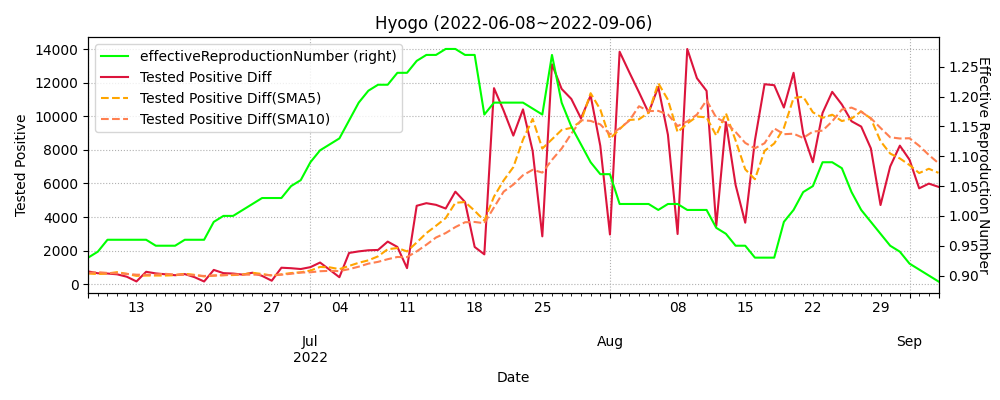 Hyogo (2022-06-08~2022-09-06)
effectiveReproductionNumber (right)
Tested Positive Diff
Tested Positive Diff(SMA5)
Tested Positive Diff(SMA10)
Tested Positive
14000
12000
10000
8000
6000
4000
2000
0
1.25
1.20
1.15
1.10
1.05
1.00
0.95
0.90
Effective Reproduction Number
13 20 27 04 11 18 25 08 15 22 29
Jul Aug Sep
2022
Date